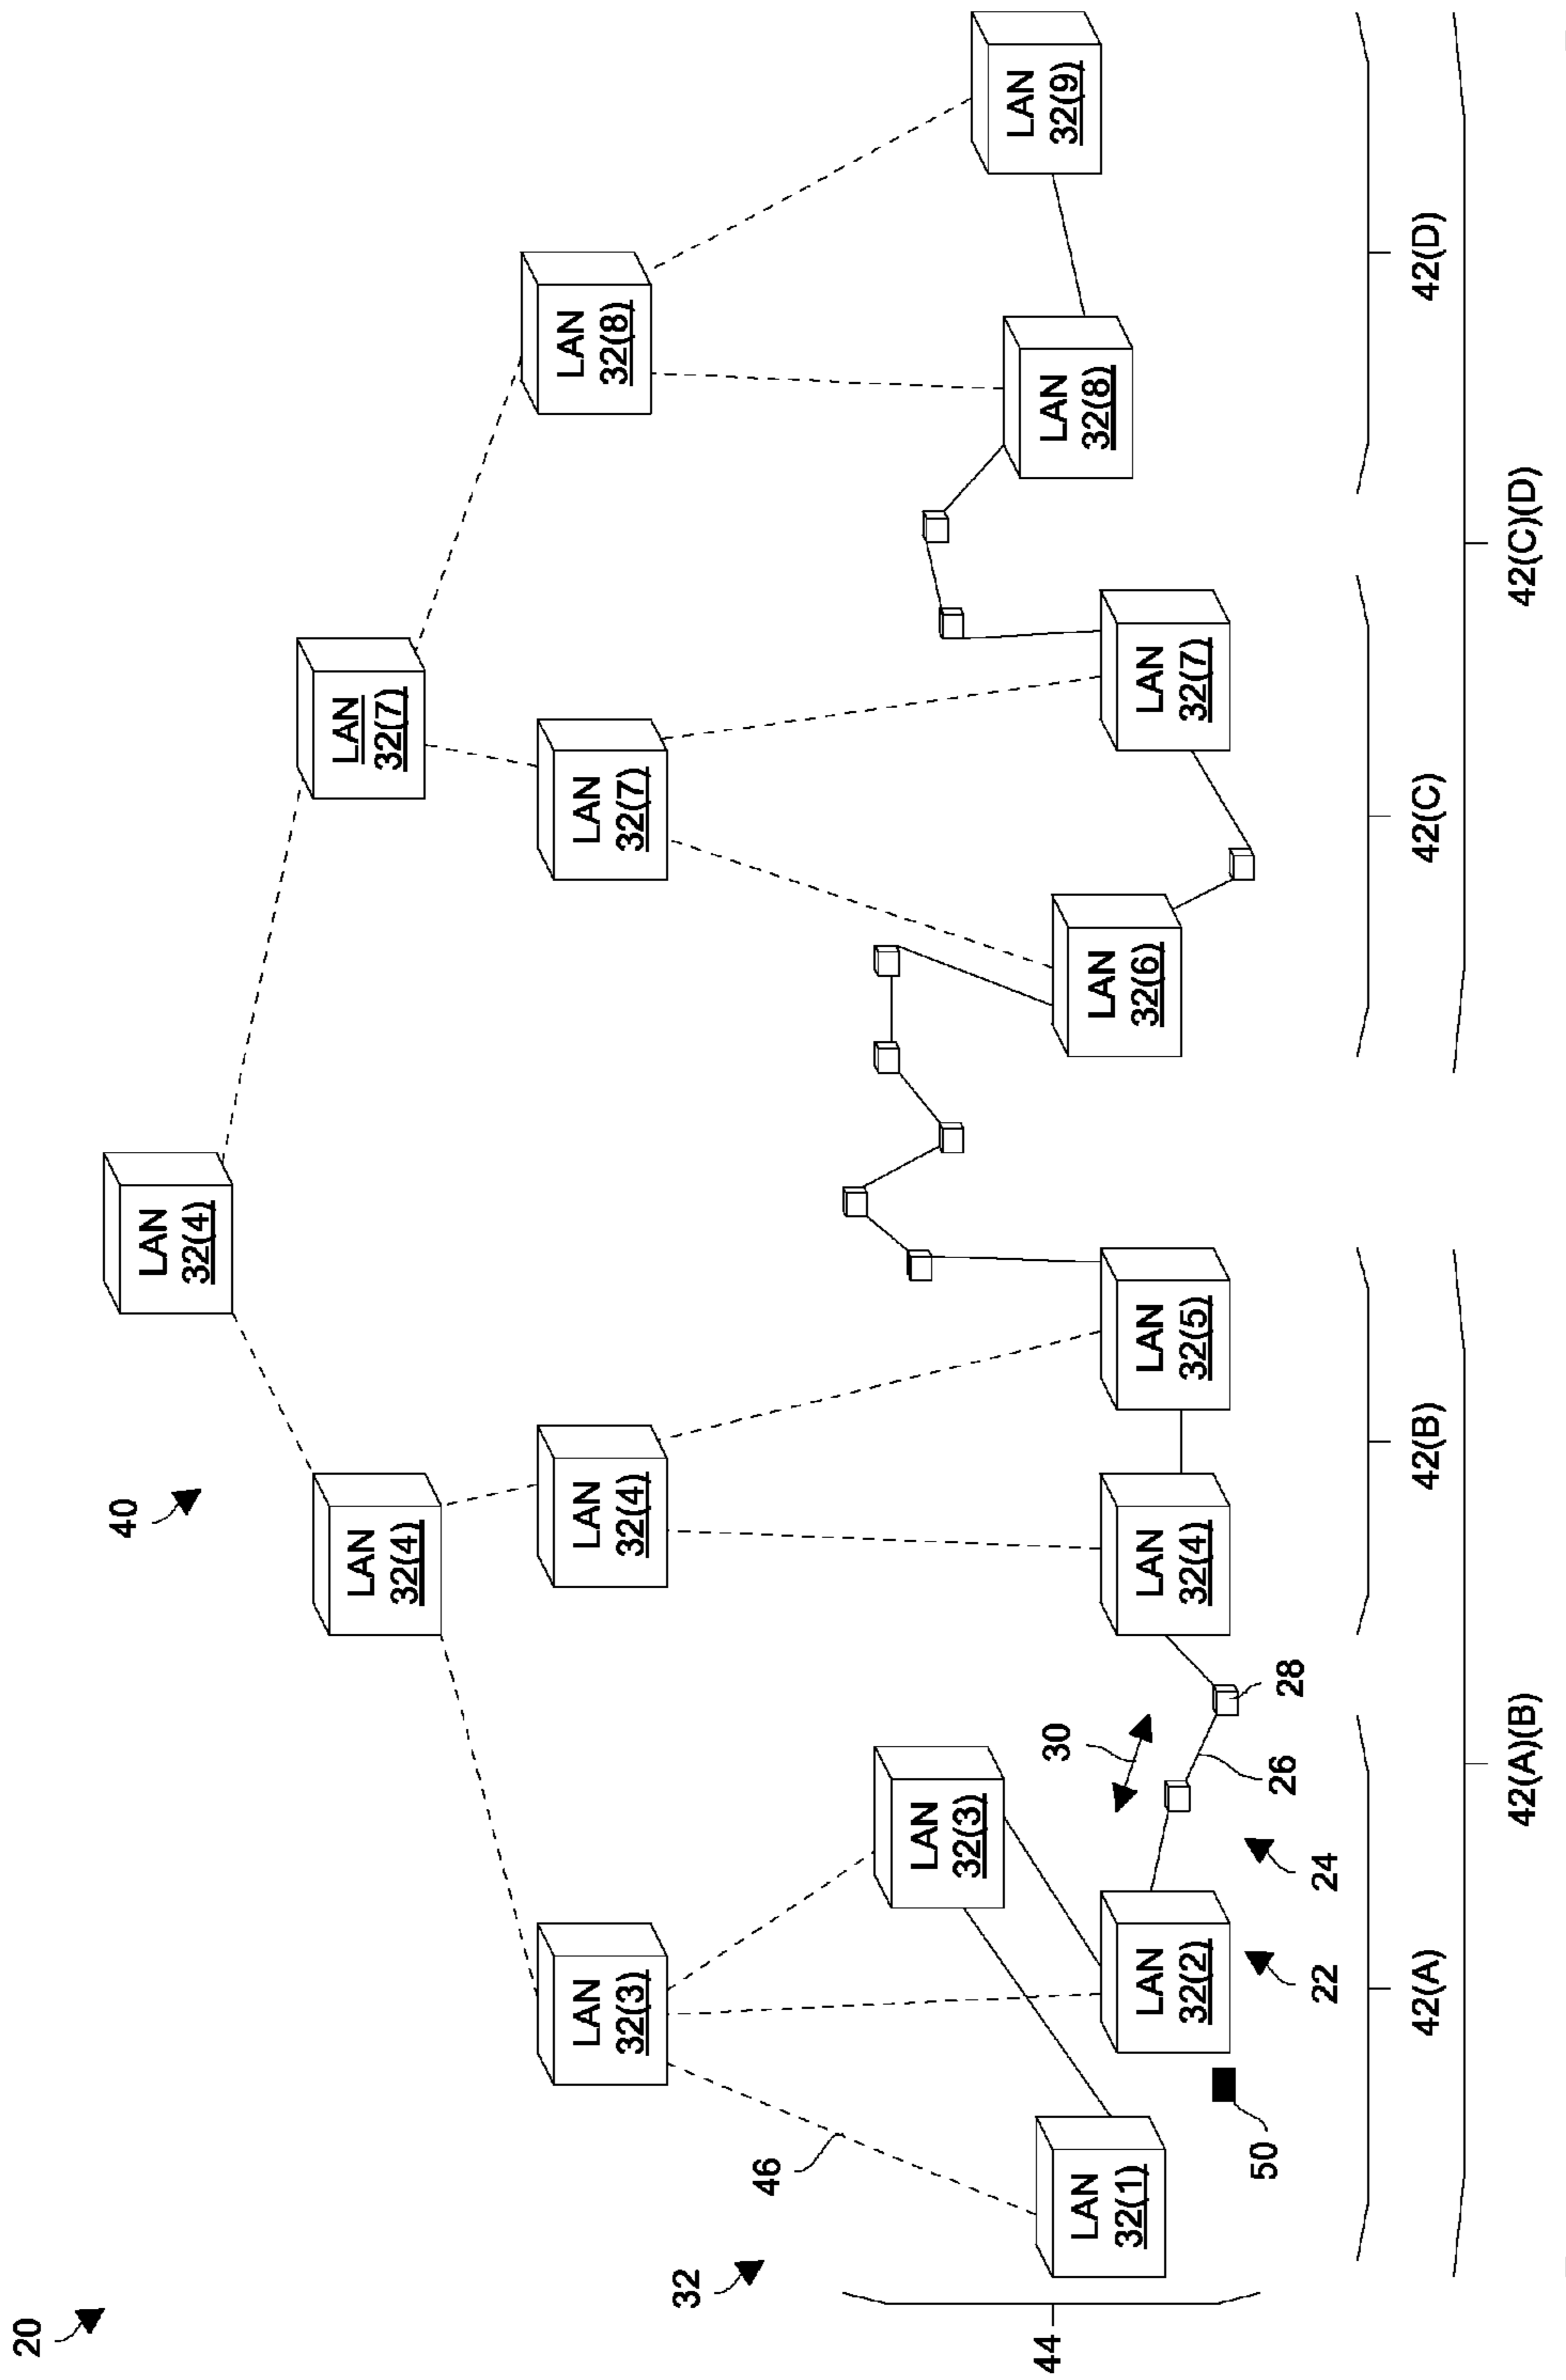 20
40
LAN
32(4)
LAN
32(4)
LAN
32(7)
LAN
32(3)
LAN
32(4)
LAN
32(7)
LAN
32(8)
32
46
LAN
32(3)
LAN
32(1)
LAN
32(2)
LAN
32(4)
LAN
32(5)
LAN
32(6)
LAN
32(7)
LAN
32(8)
LAN
32(9)
44
30
50
22
24
26
28
42(A)
42(B)
42(C)
42(D)
42(A)(B)
42(C)(D)